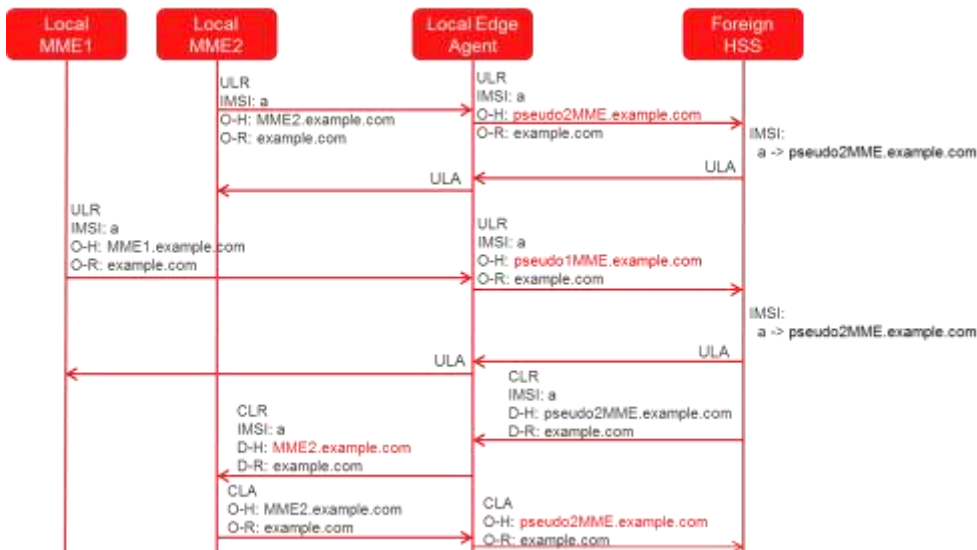 Local
MME1
Local
MME2
Local Edge
Agent
Foreign
HSS
ULR
IMSI: a
O-H: MME2.example.com
O-R: example.com
ULR
IMSI: a
O-H: pseudo2MME.example.com
O-R: example.com
IMSI:
a -> pseudo2MME.example.com
ULA
ULA
ULR
IMSI: a
O-H: MME1.example.com
O-R: example.com
ULR
IMSI: a
O-H: pseudo1MME.example.com
O-R: example.com
IMSI:
a -> pseudo2MME.example.com
ULA
ULA
CLR
IMSI: a
D-H: pseudo2MME.example.com
D-R: example.com
CLR
IMSI: a
D-H: MME2.example.com
D-R: example.com
CLA
O-H: MME2.example.com
O-R: example.com
CLA
O-H: pseudo2MME.example.com
O-R: example.com